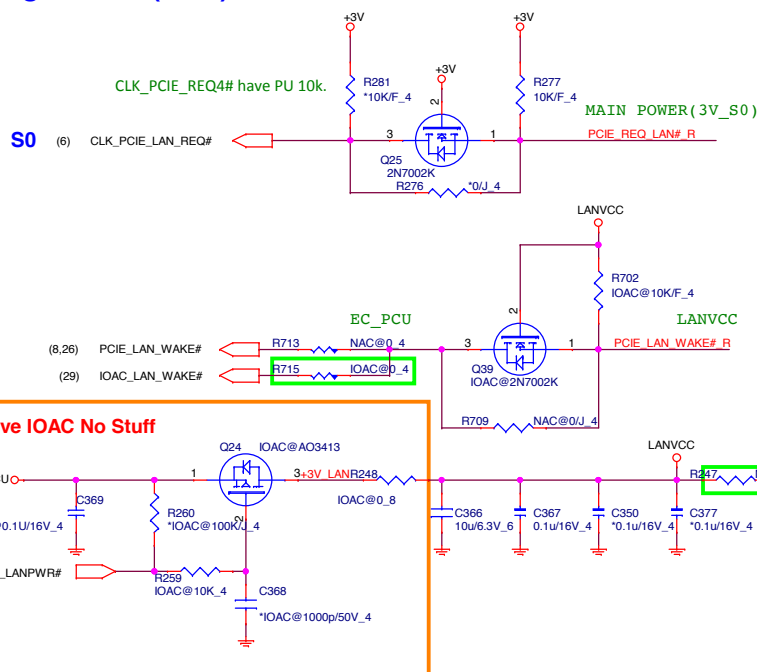 +3V
+3V
+3V
R281
*10K/F_4
R277
10K/F_4
CLK_PCIE_REQ4# have PU 10k.
2
MAIN POWER(3V_S0)
S0
(6)
CLK_PCIE_LAN_REQ#
3
1
PCIE_REQ_LAN#_R
Q25
2N7002K
R276
*0/J_4
LANVCC
R702
IOAC@10K/F_4
2
EC_PCU
LANVCC
(8,26)
PCIE_LAN_WAKE#
R713
NAC@0_4
3
1
PCIE_LAN_WAKE#_R
(29)
IOAC_LAN_WAKE#
R715
IOAC@0_4
Q39
IOAC@2N7002K
R709
NAC@0/J_4
ve IOAC No Stuff
Q24
IOAC@AO3413
LANVCC
1
3
+3V_LAN
R248
R247
IOAC@0_8
C369
0.1U/16V_4
R260
*IOAC@100K/J_4
2
C366
10u/6.3V_6
C367
0.1u/16V_4
C350
*0.1u/16V_4
C377
*0.1u/16V_4
_LANPWR#
R259
IOAC@10K_4
C368
*IOAC@1000p/50V_4